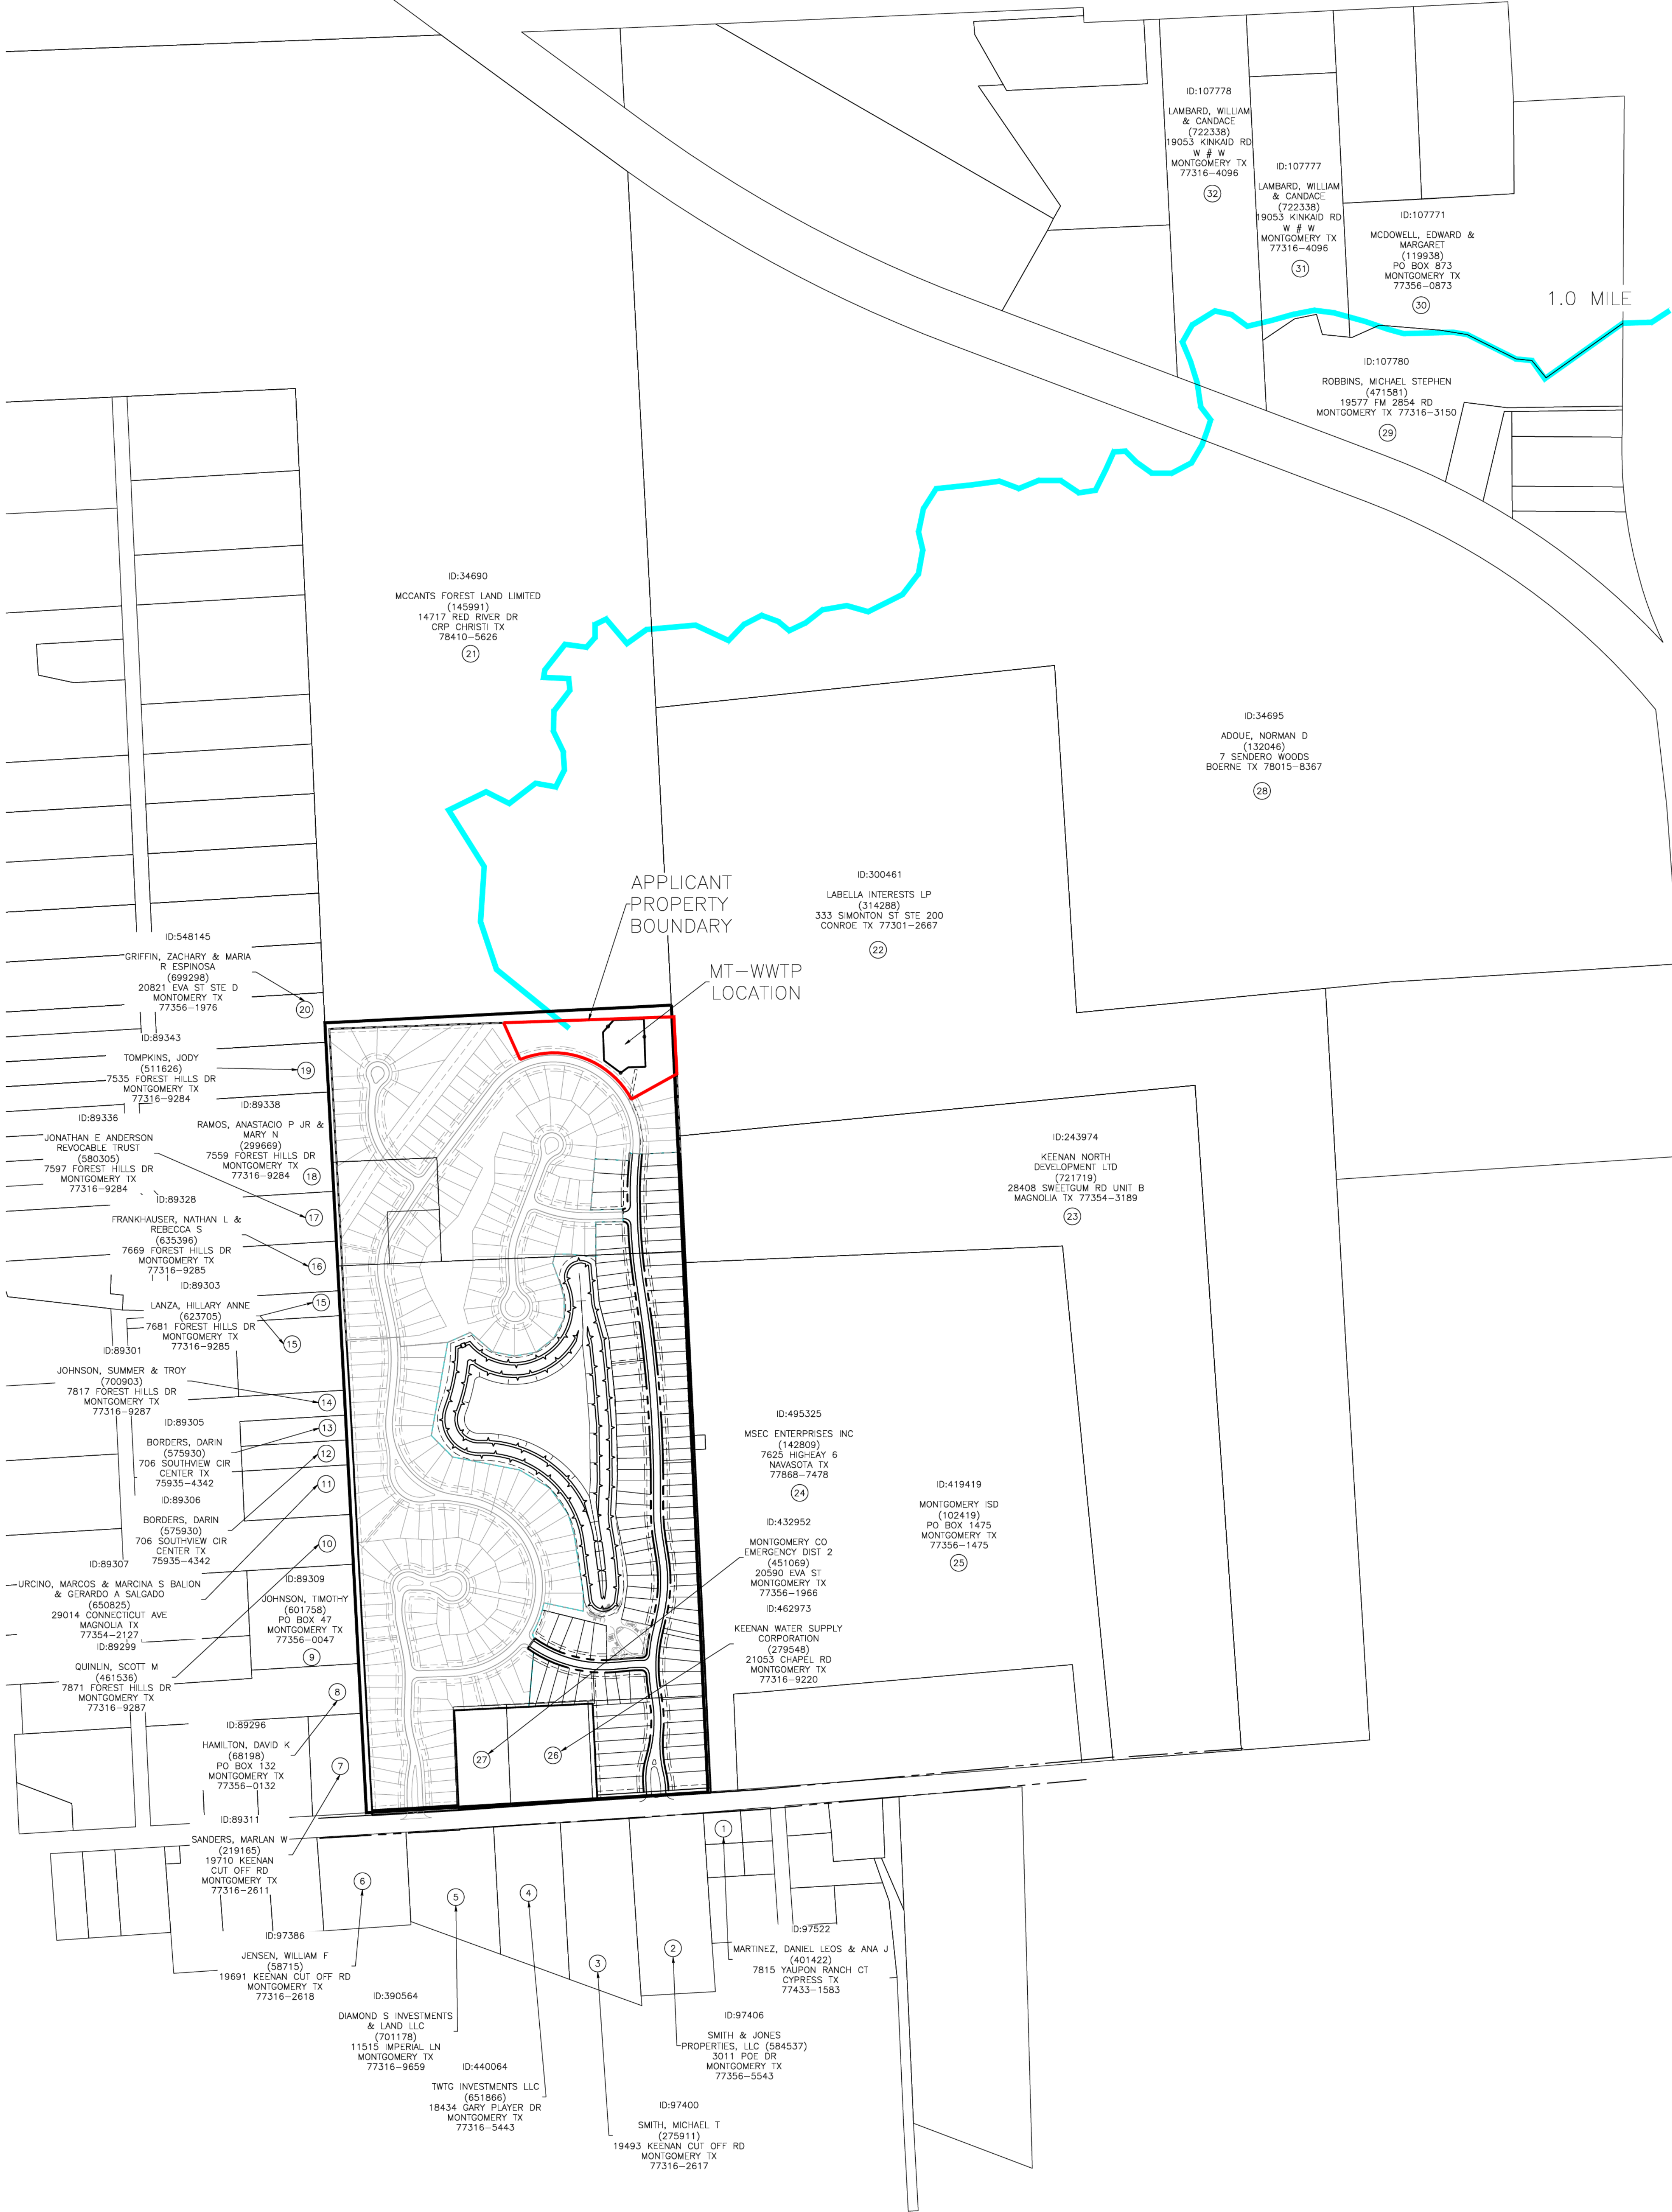 ID:107778
LAMBARD, WILLIAM
& CANDACE
(722338)
19053 KINKAID RD
W # W
MONTGOMERY TX
77316-4096
32
ID:107777
LAMBARD, WILLIAM
& CANDACE
(722338)
19053 KINKAID RD
W # W
MONTGOMERY TX
77316-4096
31
ID:107771
MCDOWELL, EDWARD &
MARGARET
(119938)
PO BOX 873
MONTGOMERY TX
77356-0873
30
1.0 MILE
ID:107780
ROBBINS, MICHAEL STEPHEN
(471581)
19577 FM 2854 RD
MONTGOMERY TX 77316-3150
29
ID:34690
MCCANTS FOREST LAND LIMITED
(145991)
14717 RED RIVER DR
CRP CHRISTI TX
78410-5626
21
ID:34695
ADOUE, NORMAN D
(132046)
7 SENDERO WOODS
BOERNE TX 78015-8367
28
APPLICANT
PROPERTY
BOUNDARY
ID:300461
LABELLA INTERESTS LP
(314288)
333 SIMONTON ST STE 200
CONROE TX 77301-2667
22
MT-WWTP
LOCATION
ID:548145
GRIFFIN, ZACHARY & MARIA
R ESPINOSA
(699298)
20821 EVA ST STE D
MONTOMERY TX
77356-1976
20
ID:89343
TOMPKINS, JODY
(511626)
7535 FOREST HILLS DR
MONTGOMERY TX
77316-9284
19
ID:89338
RAMOS, ANASTACIO P JR &
MARY N
(299669)
7559 FOREST HILLS DR
MONTGOMERY TX
77316-9284
18
ID:89336
JONATHAN E ANDERSON
REVOCABLE TRUST
(580305)
7597 FOREST HILLS DR
MONTGOMERY TX
77316-9284
17
ID:243974
KEENAN NORTH
DEVELOPMENT LTD
(721719)
28408 SWEETGUM RD UNIT B
MAGNOLIA TX 77354-3189
23
ID:89328
FRANKHAUSER, NATHAN L &
REBECCA S
(635396)
7669 FOREST HILLS DR
MONTGOMERY TX
77316-9285
16
ID:89303
LANZA, HILLARY ANNE
(623705)
7681 FOREST HILLS DR
MONTGOMERY TX
77316-9285
15
15
ID:89301
JOHNSON, SUMMER & TROY
(700903)
7817 FOREST HILLS DR
MONTGOMERY TX
77316-9287
14
ID:89305
BORDERS, DARIN
(575930)
706 SOUTHVIEW CIR
CENTER TX
75935-4342
13
ID:89306
BORDERS, DARIN
(575930)
706 SOUTHVIEW CIR
CENTER TX
75935-4342
12
ID:495325
MSEC ENTERPRISES INC
(142809)
7625 HIGHEAY 6
NAVASOTA TX
77868-7478
24
ID:419419
MONTGOMERY ISD
(102419)
PO BOX 1475
MONTGOMERY TX
77356-1475
25
ID:432952
MONTGOMERY CO
EMERGENCY DIST 2
(451069)
20590 EVA ST
MONTGOMERY TX
77356-1966
ID:462973
KEENAN WATER SUPPLY
CORPORATION
(279548)
21053 CHAPEL RD
MONTGOMERY TX
77316-9220
ID:89307
URCINO, MARCOS & MARCINA S BALION
& GERARDO A SALGADO
(650825)
29014 CONNECTICUT AVE
MAGNOLIA TX
77354-2127
11
ID:89309
JOHNSON, TIMOTHY
(601758)
PO BOX 47
MONTGOMERY TX
77356-0047
9
ID:89299
QUINLIN, SCOTT M
(461536)
7871 FOREST HILLS DR
MONTGOMERY TX
77316-9287
10
ID:89296
HAMILTON, DAVID K
(68198)
PO BOX 132
MONTGOMERY TX
77356-0132
8
27
26
7
ID:89311
SANDERS, MARLAN W
(219165)
19710 KEENAN
CUT OFF RD
MONTGOMERY TX
77316-2611
6
5
4
3
2
1
ID:97386
JENSEN, WILLIAM F
(58715)
19691 KEENAN CUT OFF RD
MONTGOMERY TX
77316-2618
ID:97522
MARTINEZ, DANIEL LEOS & ANA J
(401422)
7815 YAUPON RANCH CT
CYPRESS TX
77433-1583
ID:390564
DIAMOND S INVESTMENTS
& LAND LLC
(701178)
11515 IMPERIAL LN
MONTGOMERY TX
77316-9659
ID:97406
SMITH & JONES
PROPERTIES, LLC (584537)
3011 POE DR
MONTGOMERY TX
77356-5543
ID:440064
TWTG INVESTMENTS LLC
(651866)
18434 GARY PLAYER DR
MONTGOMERY TX
77316-5443
ID:97400
SMITH, MICHAEL T
(275911)
19493 KEENAN CUT OFF RD
MONTGOMERY TX
77316-2617